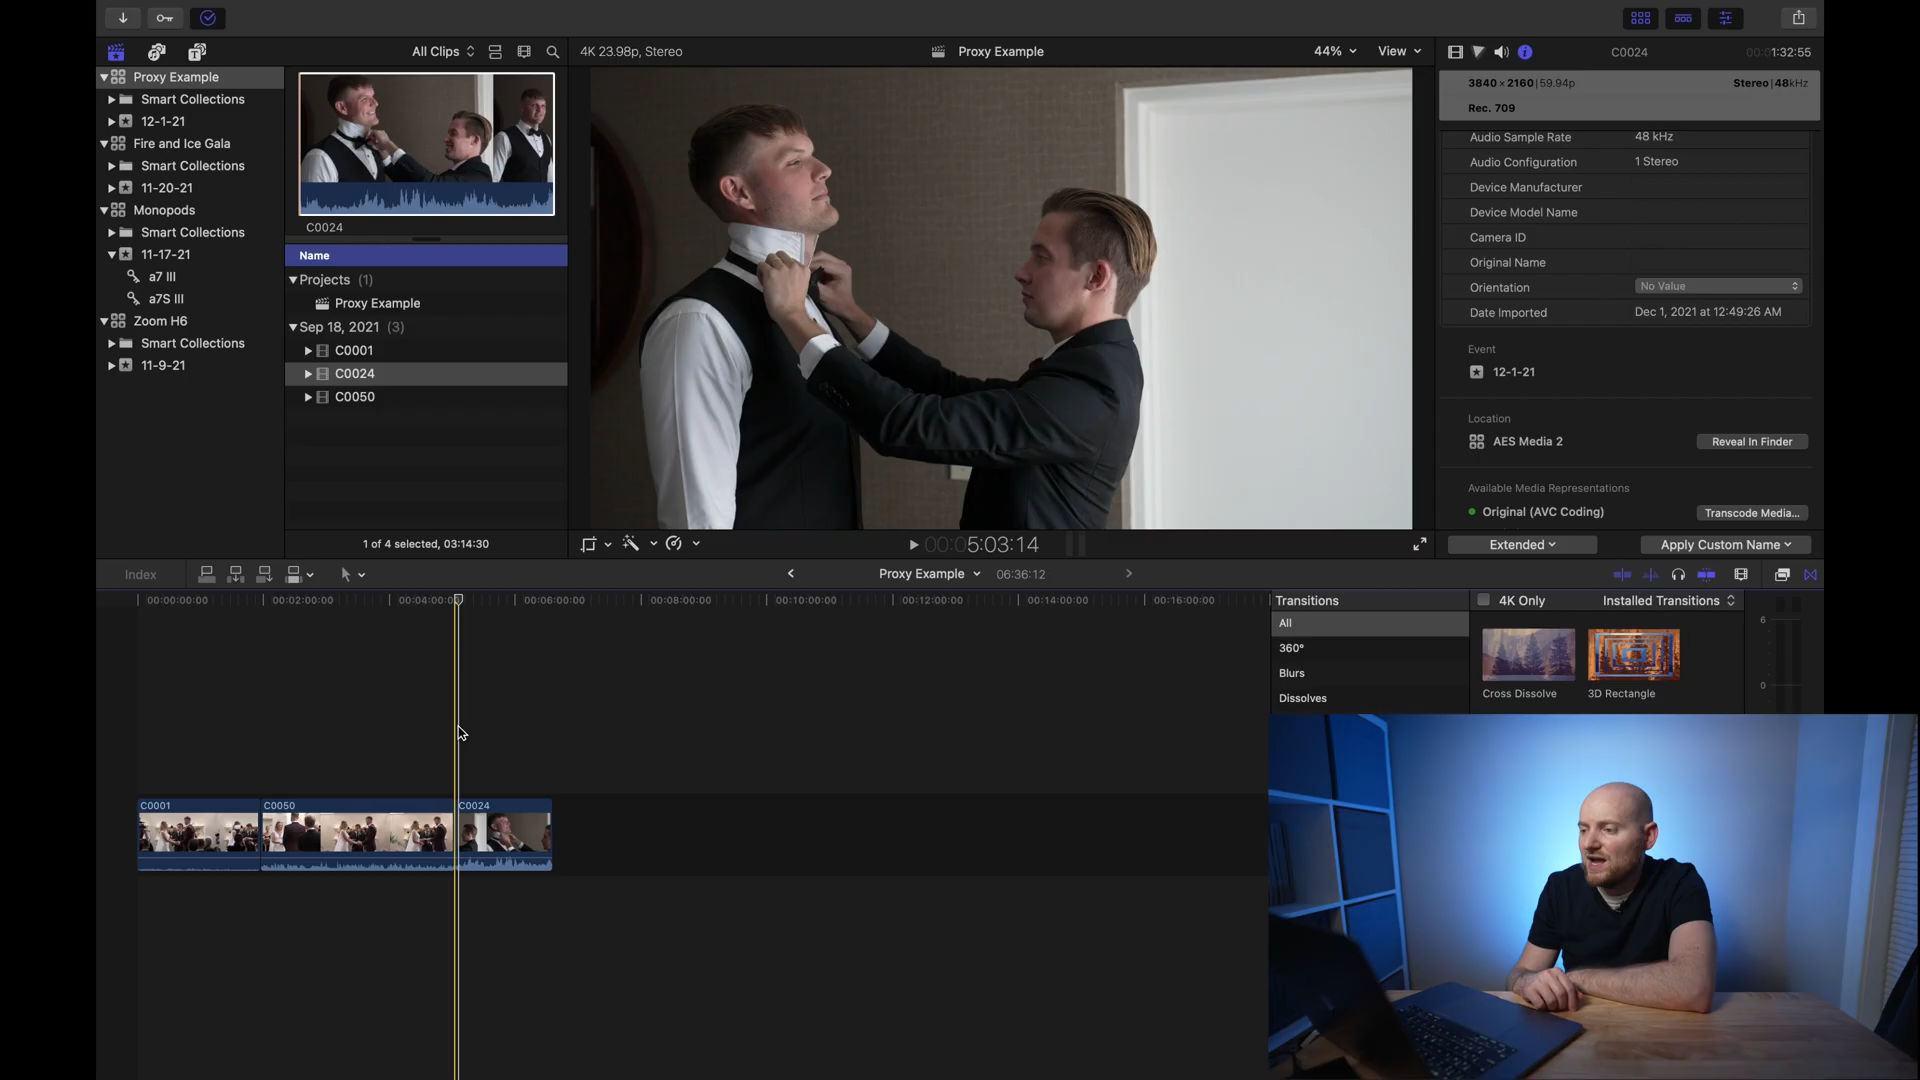 All Clips
4K 23.98p, Stereo
Proxy Example
44%
View
C0024
00:01:32:55
Proxy Example
Smart Collections
12-1-21
Fire and Ice Gala
Smart Collections
11-20-21
Monopods
Smart Collections
11-17-21
a7 III
a7S III
Zoom H6
Smart Collections
11-9-21
C0024
Name
Projects (1)
Proxy Example
Sep 18, 2021 (3)
C0001
C0024
C0050
1 of 4 selected, 03:14:30
00:005:03:14
3840 × 2160 | 59.94p
Stereo | 48kHz
Rec. 709
Audio Sample Rate 48 kHz
Audio Configuration 1 Stereo
Device Manufacturer
Device Model Name
Camera ID
Original Name
Orientation No Value
Date Imported Dec 1, 2021 at 12:49:26 AM
Event
12-1-21
Location
AES Media 2
Reveal In Finder
Available Media Representations
Original (AVC Coding)
Transcode Media...
Extended
Apply Custom Name
Index
Proxy Example
06:36:12
00:00:00:00 00:02:00:00 00:04:00:00 00:06:00:00 00:08:00:00 00:10:00:00 00:12:00:00 00:14:00:00 00:16:00:00
Transitions
4K Only
Installed Transitions
All
360°
Blurs
Dissolves
Cross Dissolve
3D Rectangle
6
0
C0001
C0050
C0024